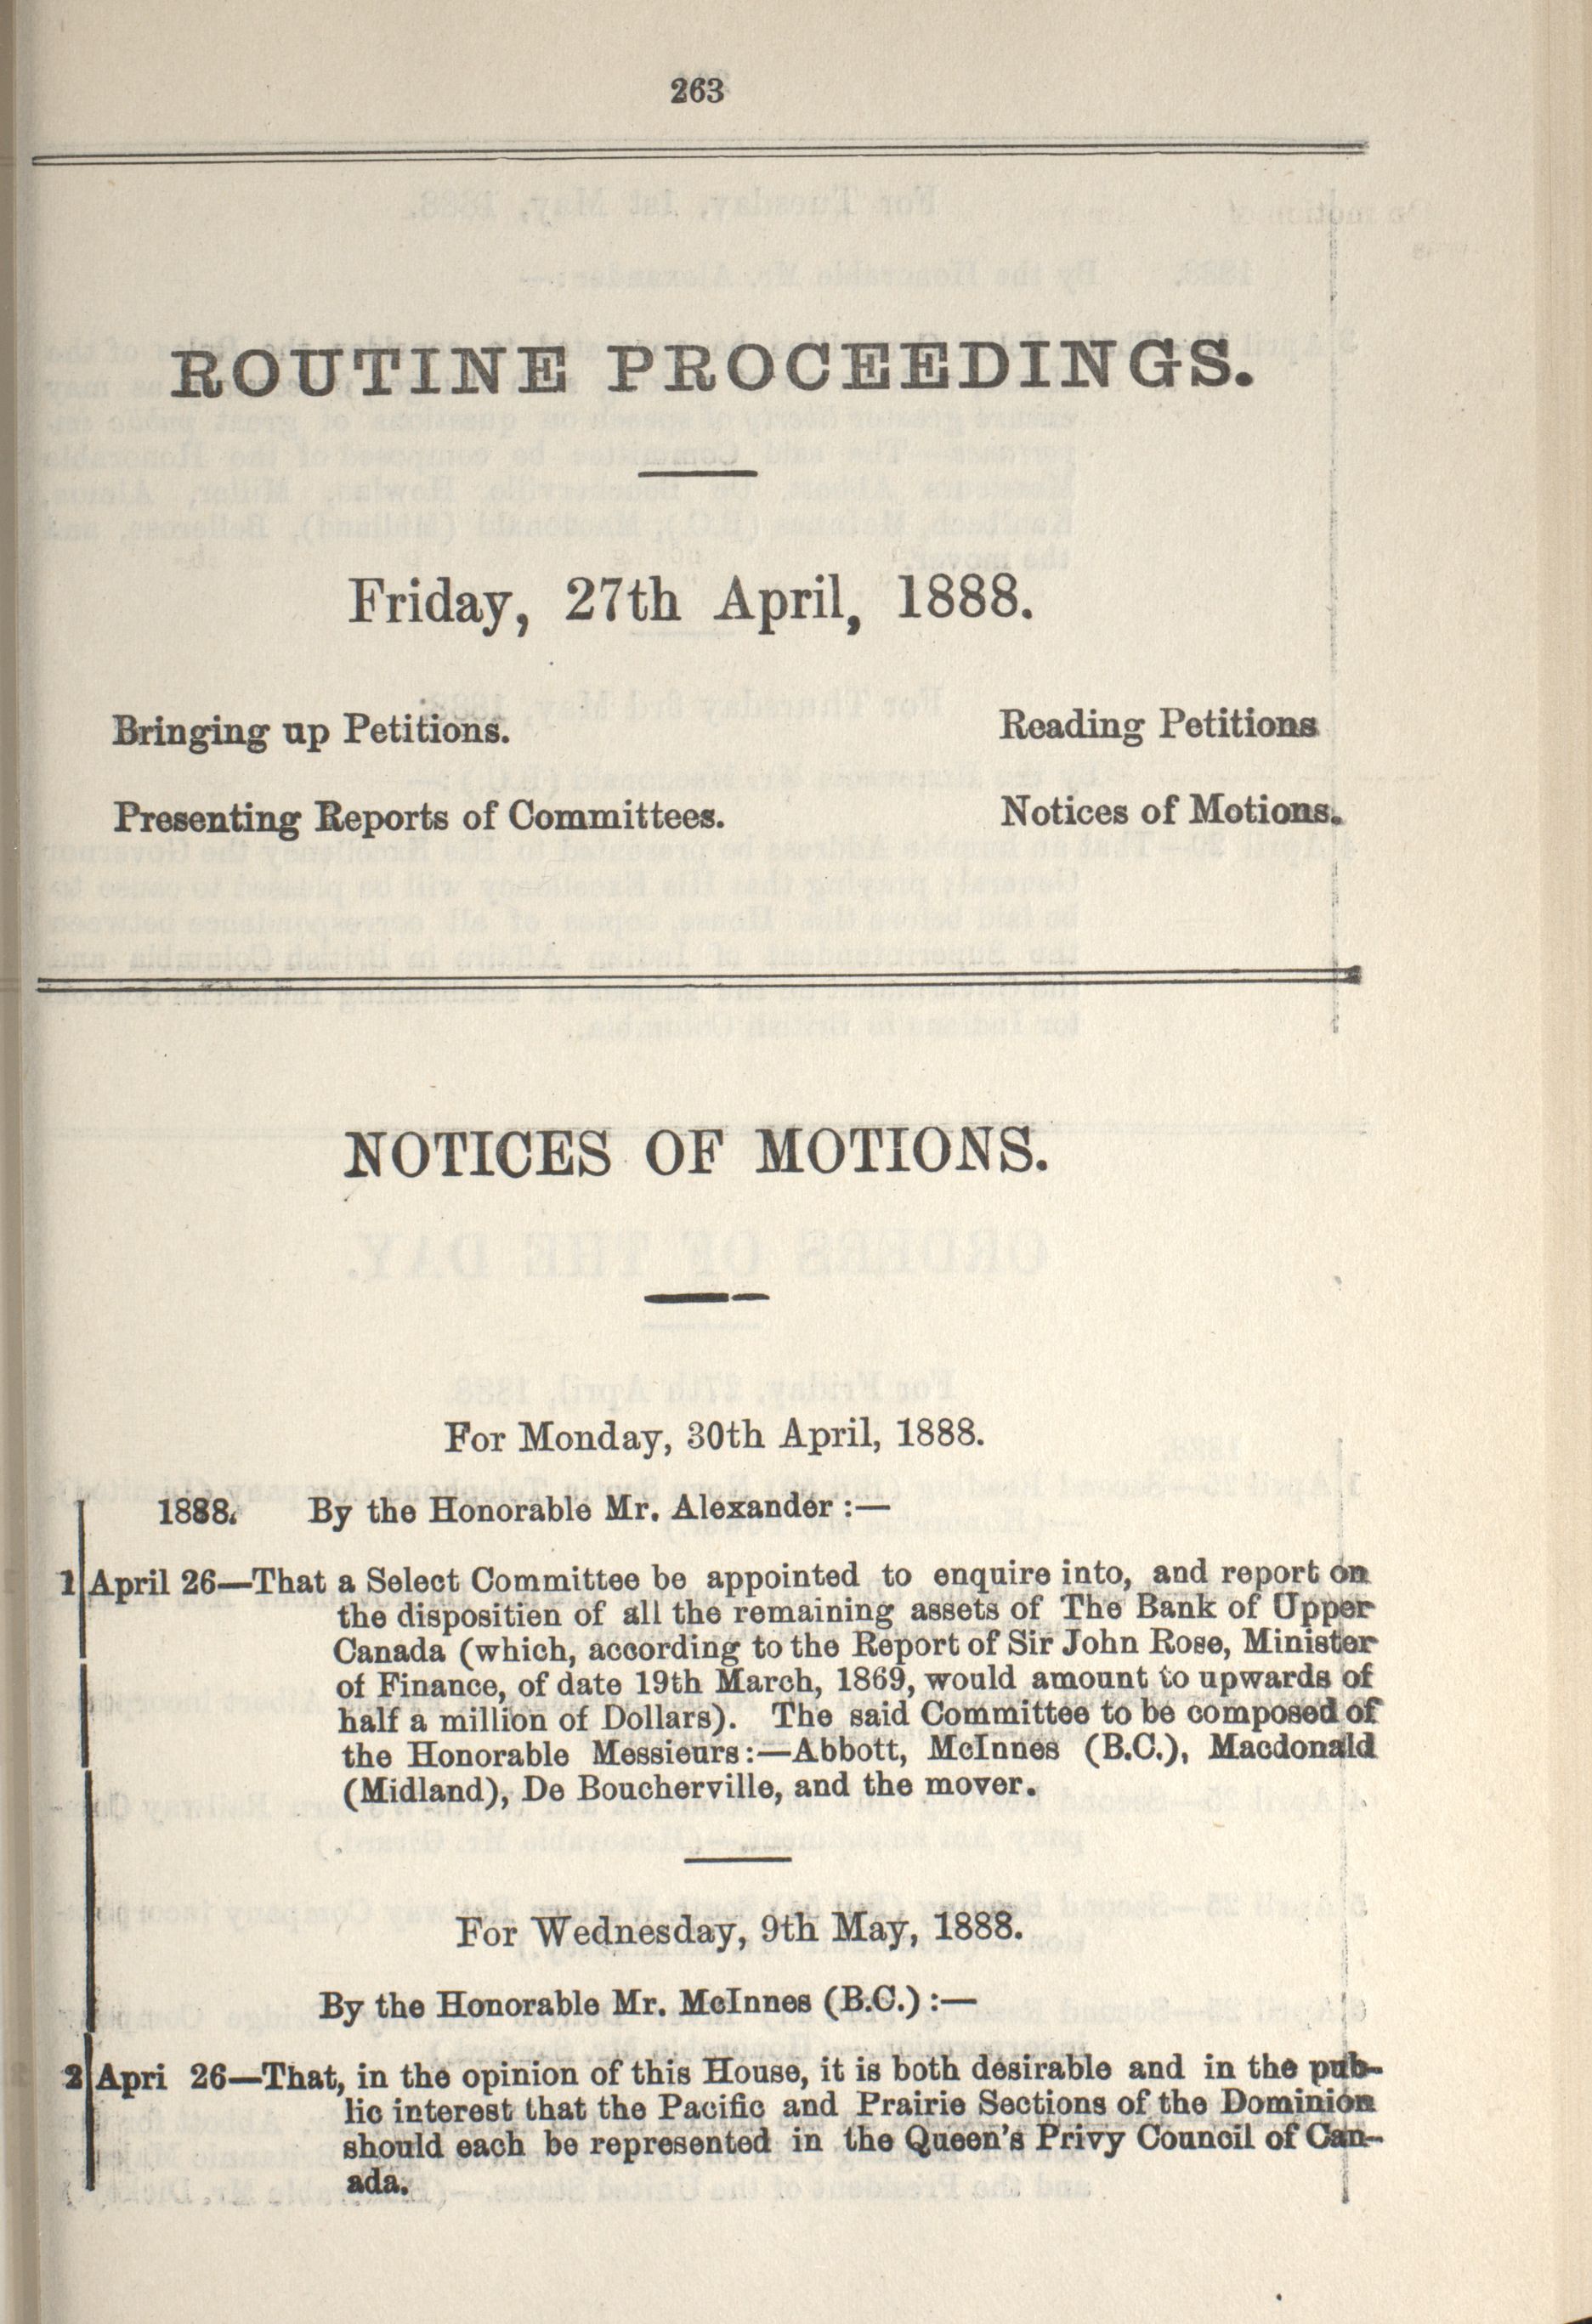 263
ROUTINE PROCEEDINGS.
Friday, 27th April, 1888.
Bringing up Petitions.
Reading Petitions
Presenting Reports of Committees.
Notices of Motions.
NOTICES OF MOTIONS.
For Monday, 30th April, 1888.
1888. By the Honorable Mr. Alexander :—
1 April 26—That a Select Committee be appointed to enquire into, and report on
the dispositien of all the remaining assets of The Bank of Upper
Canada (which, according to the Report of Sir John Rose, Minister
of Finance, of date 19th March, 1869, would amount to upwards of
half a million of Dollars). The said Committee to be composed of
the Honorable Messieurs:—Abbott, McInnes (B.C.), Macdonald
(Midland), De Boucherville, and the mover.
For Wednesday, 9th May, 1888.
By the Honorable Mr. McInnes (B.C.) :—
2 Apri 26—That, in the opinion of this House, it is both desirable and in the pub-
lic interest that the Pacific and Prairie Sections of the Dominion
should each be represented in the Queen's Privy Council of Can-
ada.